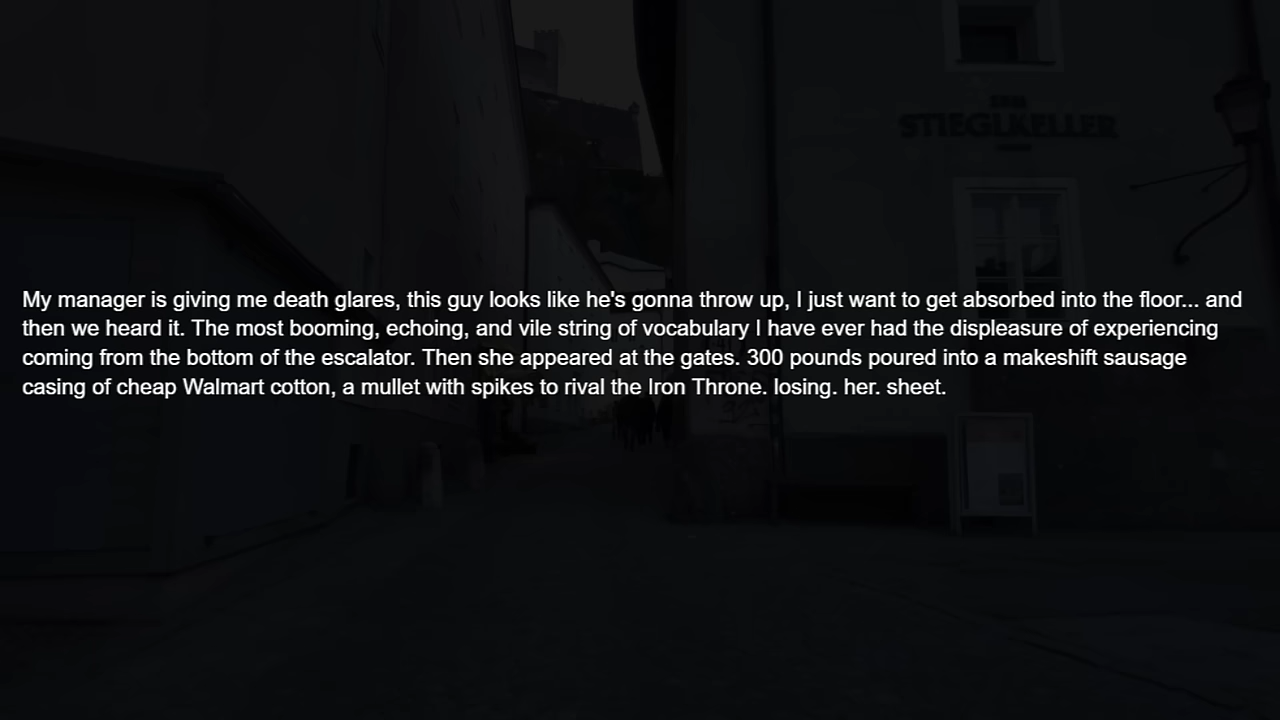 STIEGLKELLER
My manager is giving me death glares, this guy looks like he's gonna throw up, I just want to get absorbed into the floor... and
then we heard it. The most booming, echoing, and vile string of vocabulary I have ever had the displeasure of experiencing
coming from the bottom of the escalator. Then she appeared at the gates. 300 pounds poured into a makeshift sausage
casing of cheap Walmart cotton, a mullet with spikes to rival the Iron Throne. losing. her. sheet.